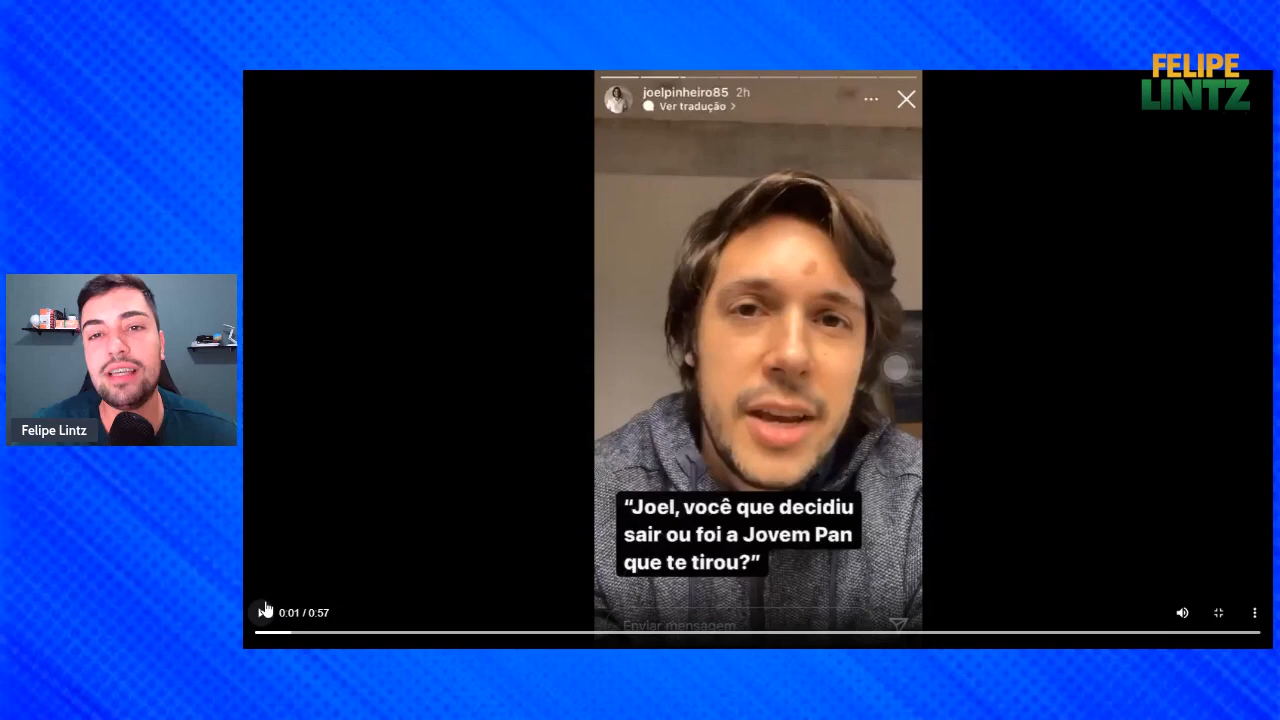 FELIPE
LINTZ
joelpinheiro85 2h
Ver tradução >
Felipe Lintz
“Joel, você que decidiu
sair ou foi a Jovem Pan
que te tirou?”
0:01 / 0:57
Enviar mensagem